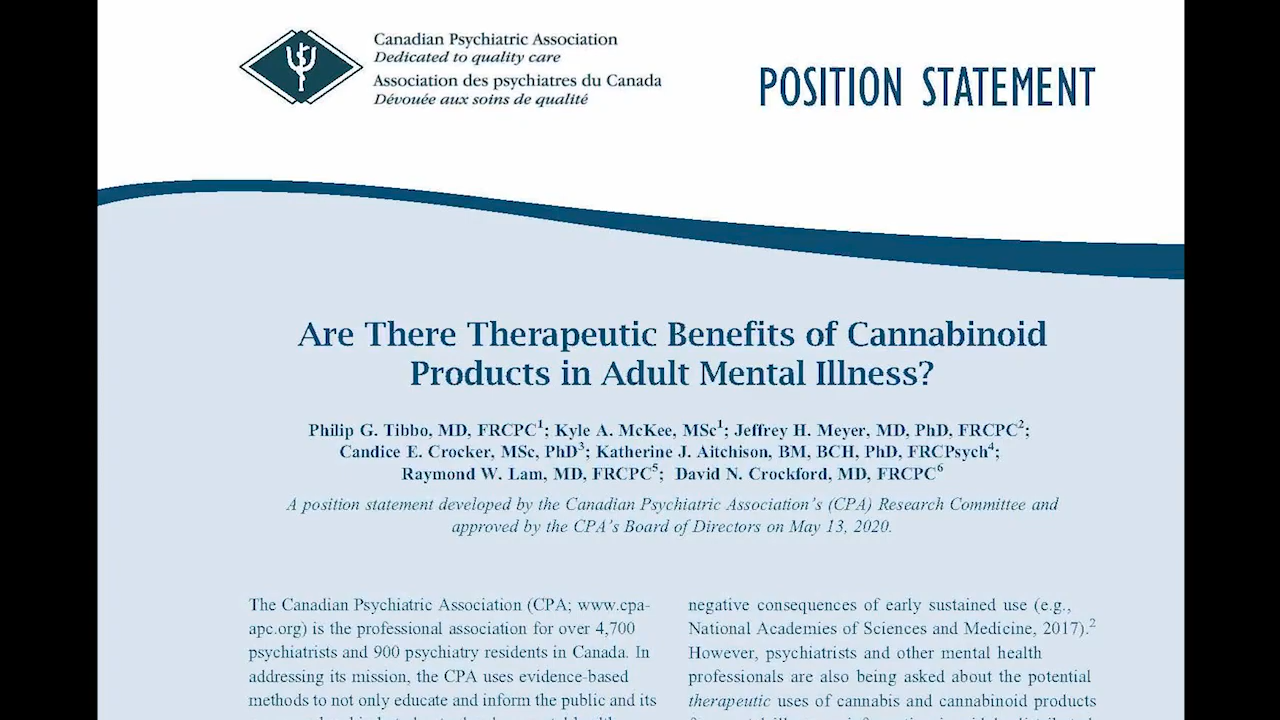 Canadian Psychiatric Association
Dedicated to quality care
Association des psychiatres du Canada
Dévouée aux soins de qualité
POSITION STATEMENT
Are There Therapeutic Benefits of Cannabinoid
Products in Adult Mental Illness?
Philip G. Tibbo, MD, FRCPC1; Kyle A. McKee, MSc1; Jeffrey H. Meyer, MD, PhD, FRCPC2;
Candice E. Crocker, MSc, PhD3; Katherine J. Aitchison, BM, BCH, PhD, FRCPsych4;
Raymond W. Lam, MD, FRCPC5; David N. Crockford, MD, FRCPC6
A position statement developed by the Canadian Psychiatric Association's (CPA) Research Committee and
approved by the CPA's Board of Directors on May 13, 2020.
The Canadian Psychiatric Association (CPA; www.cpa-
apc.org) is the professional association for over 4,700
psychiatrists and 900 psychiatry residents in Canada. In
addressing its mission, the CPA uses evidence-based
methods to not only educate and inform the public and its
negative consequences of early sustained use (e.g.,
National Academies of Sciences and Medicine, 2017).2
However, psychiatrists and other mental health
professionals are also being asked about the potential
therapeutic uses of cannabis and cannabinoid products